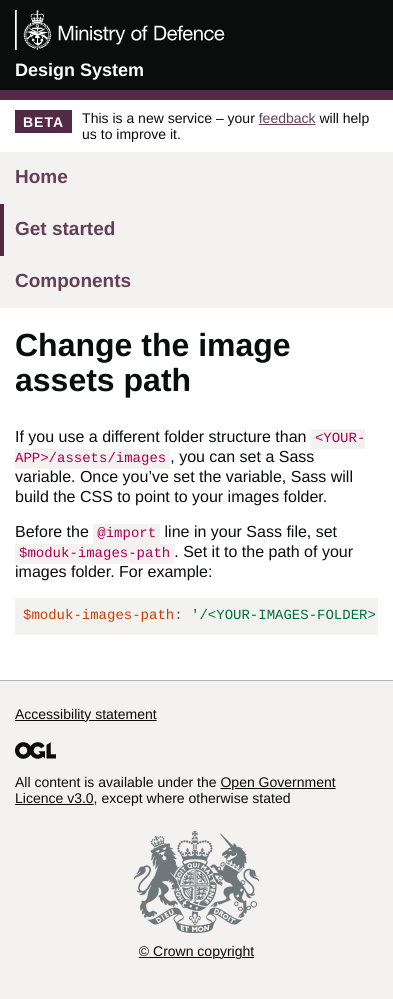 Ministry of Defence
Design System
BETA
This is a new service – your feedback will help
us to improve it.
Home
Get started
Components
Change the image
assets path
If you use a different folder structure than <YOUR-
APP>/assets/images, you can set a Sass
variable. Once you’ve set the variable, Sass will
build the CSS to point to your images folder.
Before the @import line in your Sass file, set
$moduk-images-path. Set it to the path of your
images folder. For example:
$moduk-images-path: '/<YOUR-IMAGES-FOLDER>
Accessibility statement
OGL
All content is available under the Open Government
Licence v3.0, except where otherwise stated
DIEU ET MON DROIT
© Crown copyright